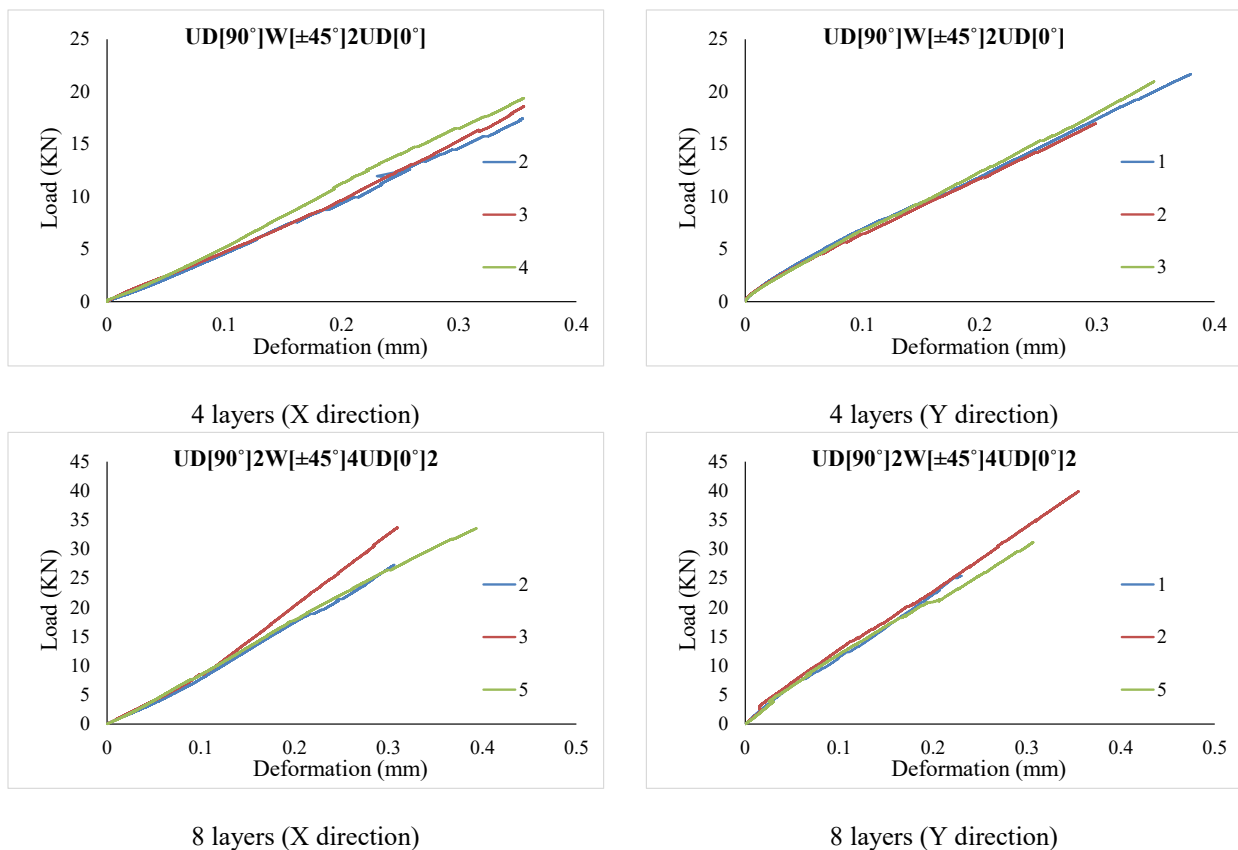 UD[90˚]W[±45˚]2UD[0˚]
25
20
15
10
5
0
Load (KN)
2
3
4
0 0.1 0.2 0.3 0.4
Deformation (mm)
4 layers (X direction)
UD[90˚]W[±45˚]2UD[0˚]
25
20
15
10
5
0
Load (KN)
1
2
3
0 0.1 0.2 0.3 0.4
Deformation (mm)
4 layers (Y direction)
UD[90˚]2W[±45˚]4UD[0˚]2
45
40
35
30
25
20
15
10
5
0
Load (KN)
2
3
5
0 0.1 0.2 0.3 0.4 0.5
Deformation (mm)
8 layers (X direction)
UD[90˚]2W[±45˚]4UD[0˚]2
45
40
35
30
25
20
15
10
5
0
Load (KN)
1
2
5
0 0.1 0.2 0.3 0.4 0.5
Deformation (mm)
8 layers (Y direction)